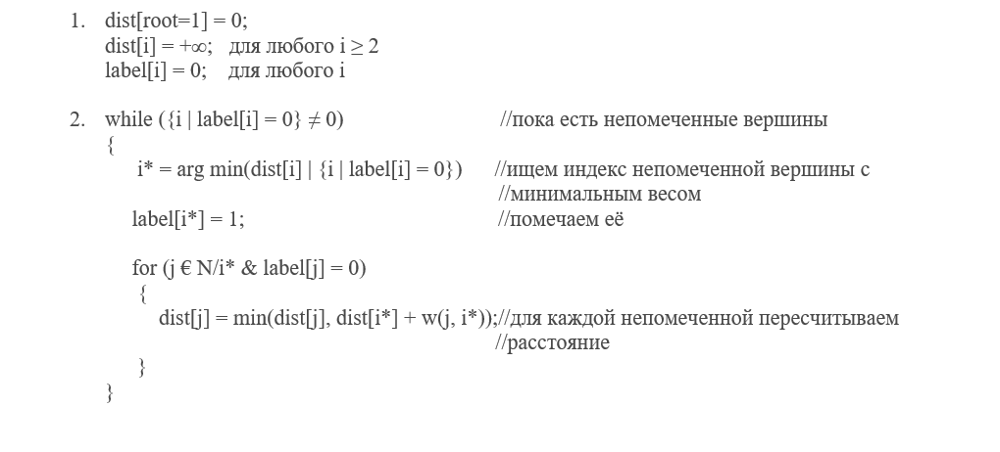 1. dist[root=1] = 0;
dist[i] = +∞; для любого i ≥ 2
label[i] = 0; для любого i
2. while ({i | label[i] = 0} ≠ 0) //пока есть непомеченные вершины
{
i* = arg min(dist[i] | {i | label[i] = 0}) //ищем индекс непомеченной вершины с
//минимальным весом
label[i*] = 1; //помечаем её
for (j € N/i* & label[j] = 0)
{
dist[j] = min(dist[j], dist[i*] + w(j, i*));//для каждой непомеченной пересчитываем
//расстояние
}
}